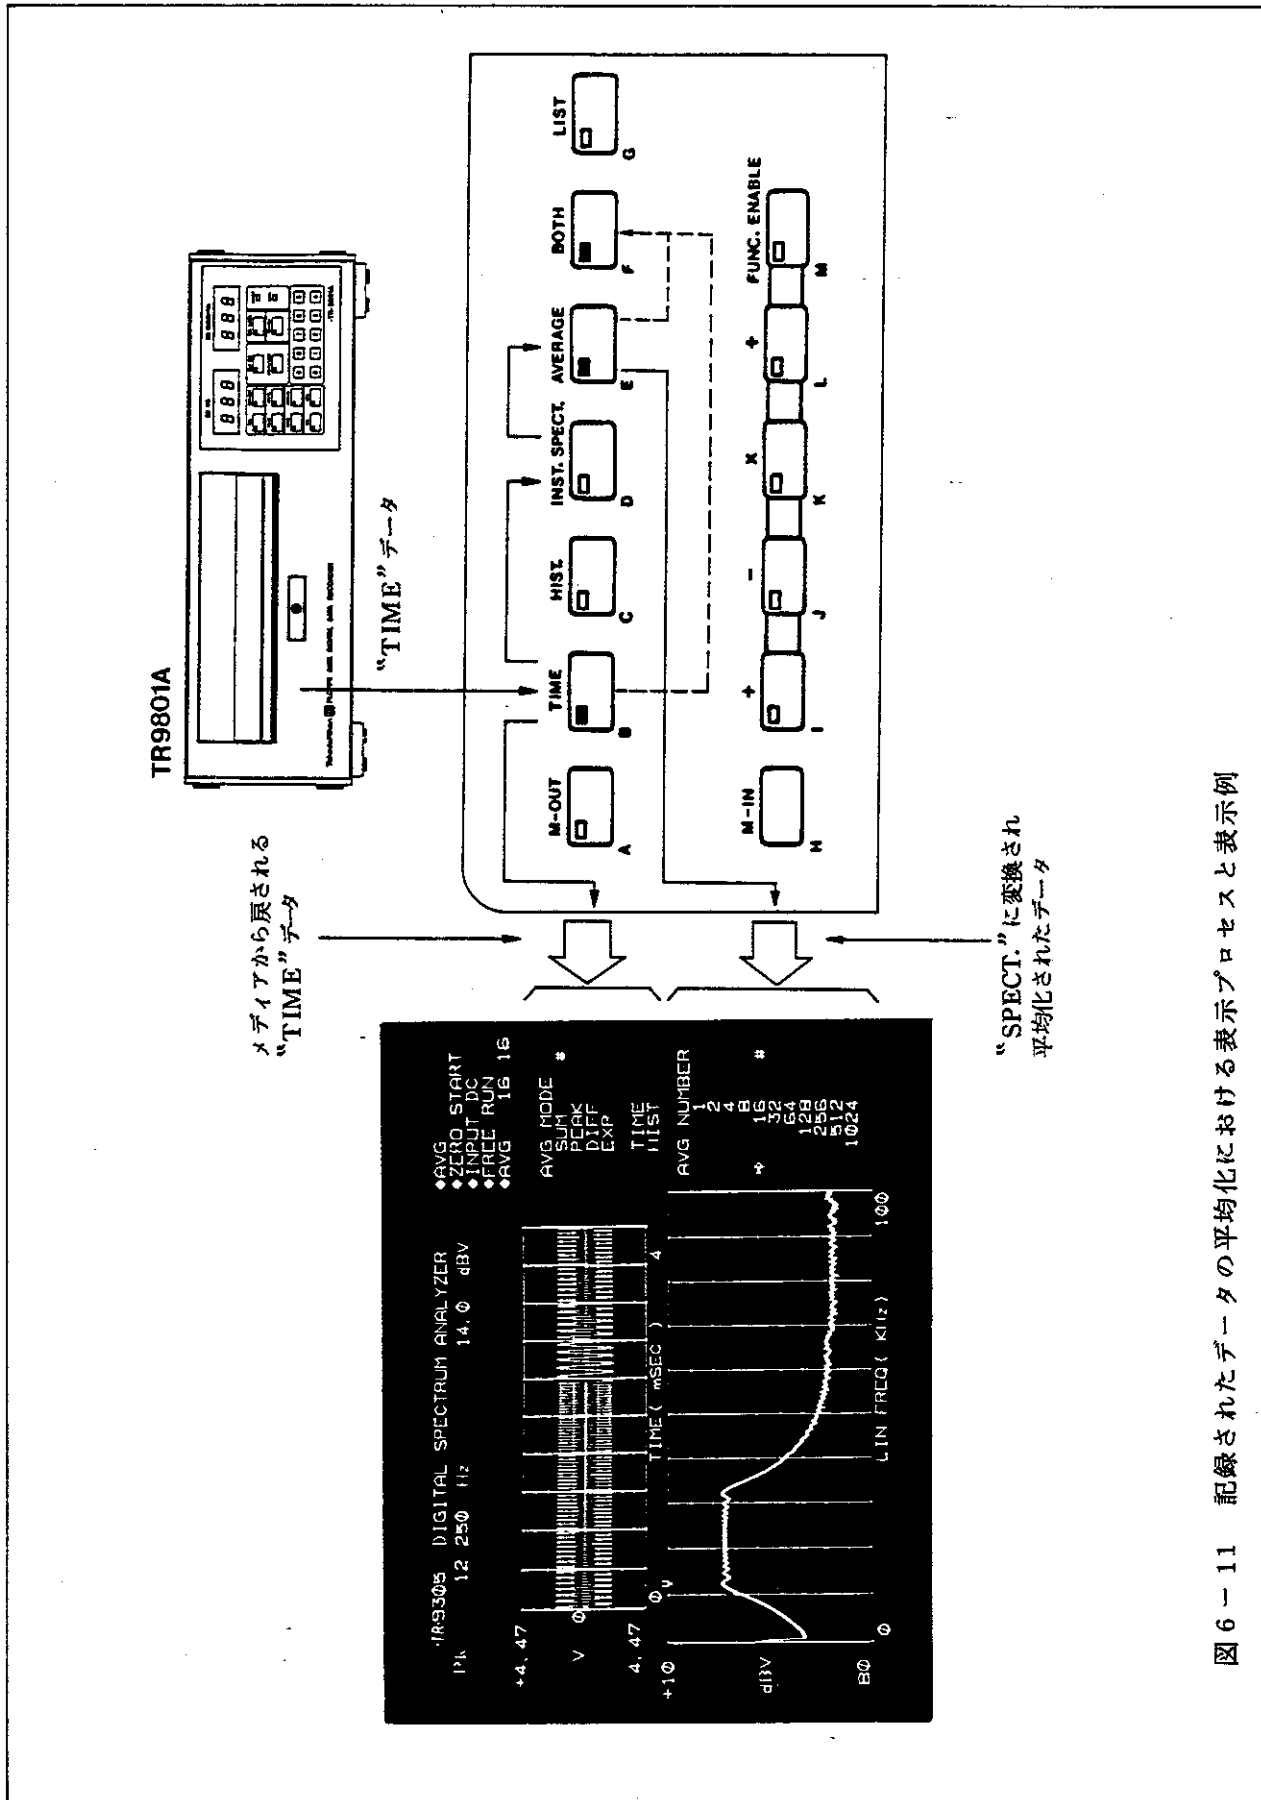 TR9801A
"TIME" データ
メディアから戻される
"TIME" データ
M-OUT
TIME
HIST.
INST. SPECT.
AVERAGE
BOTH
LIST
A
B
C
D
E
F
G
M-IN
+
-
×
÷
FUNC. ENABLE
H
I
J
K
L
M
"SPECT." に変換され
平均化されたデータ
TR9305 DIGITAL SPECTRUM ANALYZER
12 250 Hz 14.0 dBV
◆AVG
◆ZERO START
◆INPUT DC
◆FREE RUN
◆AVG 16 16
AVG MODE
SUM #
PEAK
DIFF
EXP
TIME
HIST
AVG NUMBER
1
2
4
8
16 #
32
64
128
256
512
1024
+4.47
V 0
4.47
0 TIME ( mSEC ) 4
+10
dBV
80
0 LIN FREQ( KHz ) 100
図 6 - 11 記録されたデータの平均化における表示プロセスと表示例